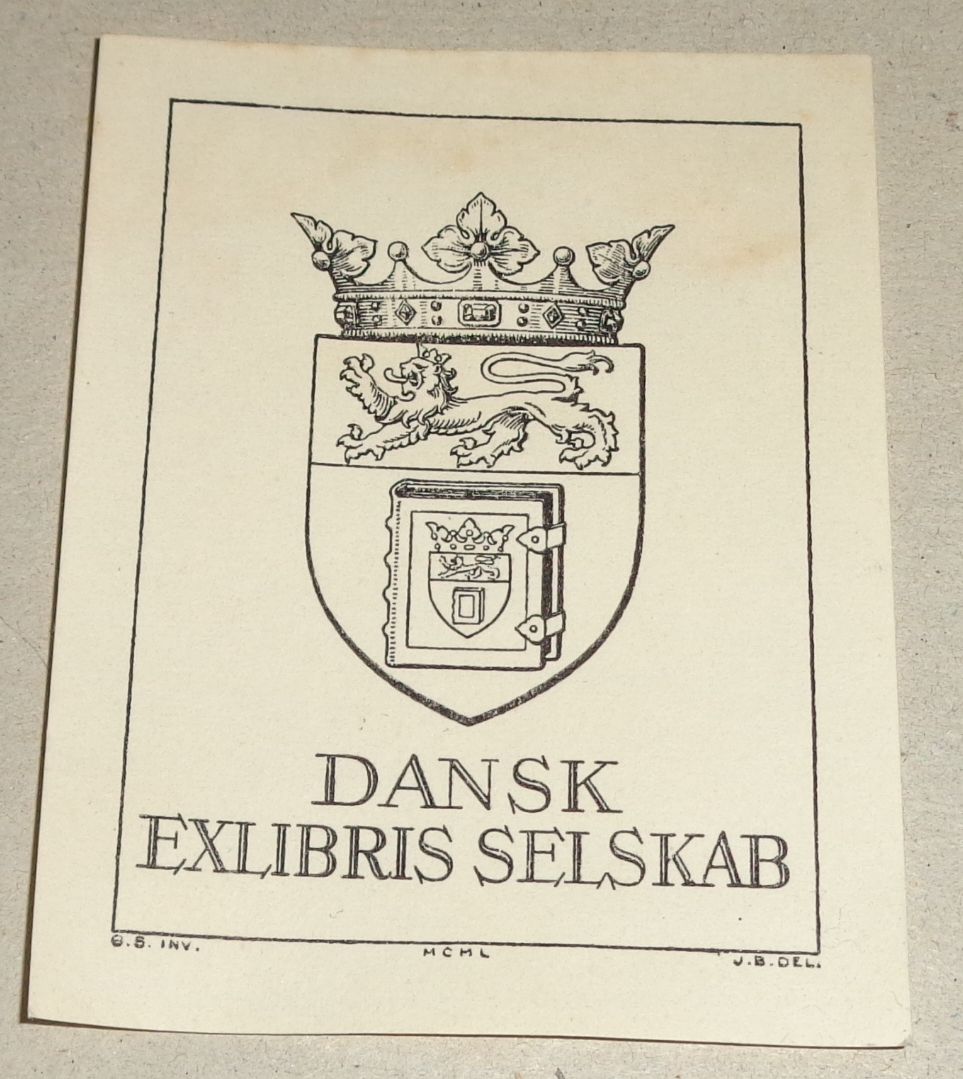 DANSK
EXLIBRIS SELSKAB
G.S. INV.
MCML
J.B. DEL.